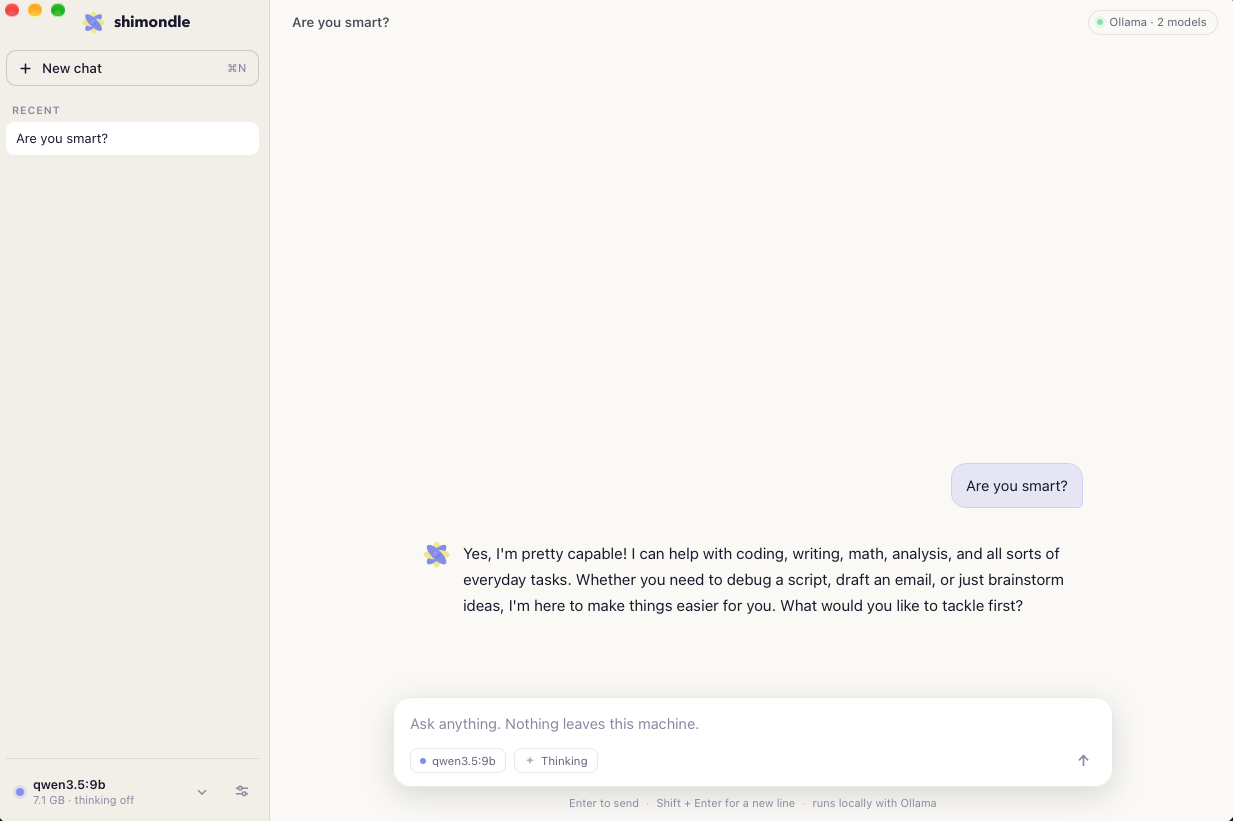 shimondle
Are you smart?
Ollama · 2 models
+ New chat ⌘N
RECENT
Are you smart?
Are you smart?
Yes, I'm pretty capable! I can help with coding, writing, math, analysis, and all sorts of
everyday tasks. Whether you need to debug a script, draft an email, or just brainstorm
ideas, I'm here to make things easier for you. What would you like to tackle first?
Ask anything. Nothing leaves this machine.
qwen3.5:9b
Thinking
qwen3.5:9b
7.1 GB · thinking off
Enter to send · Shift + Enter for a new line · runs locally with Ollama